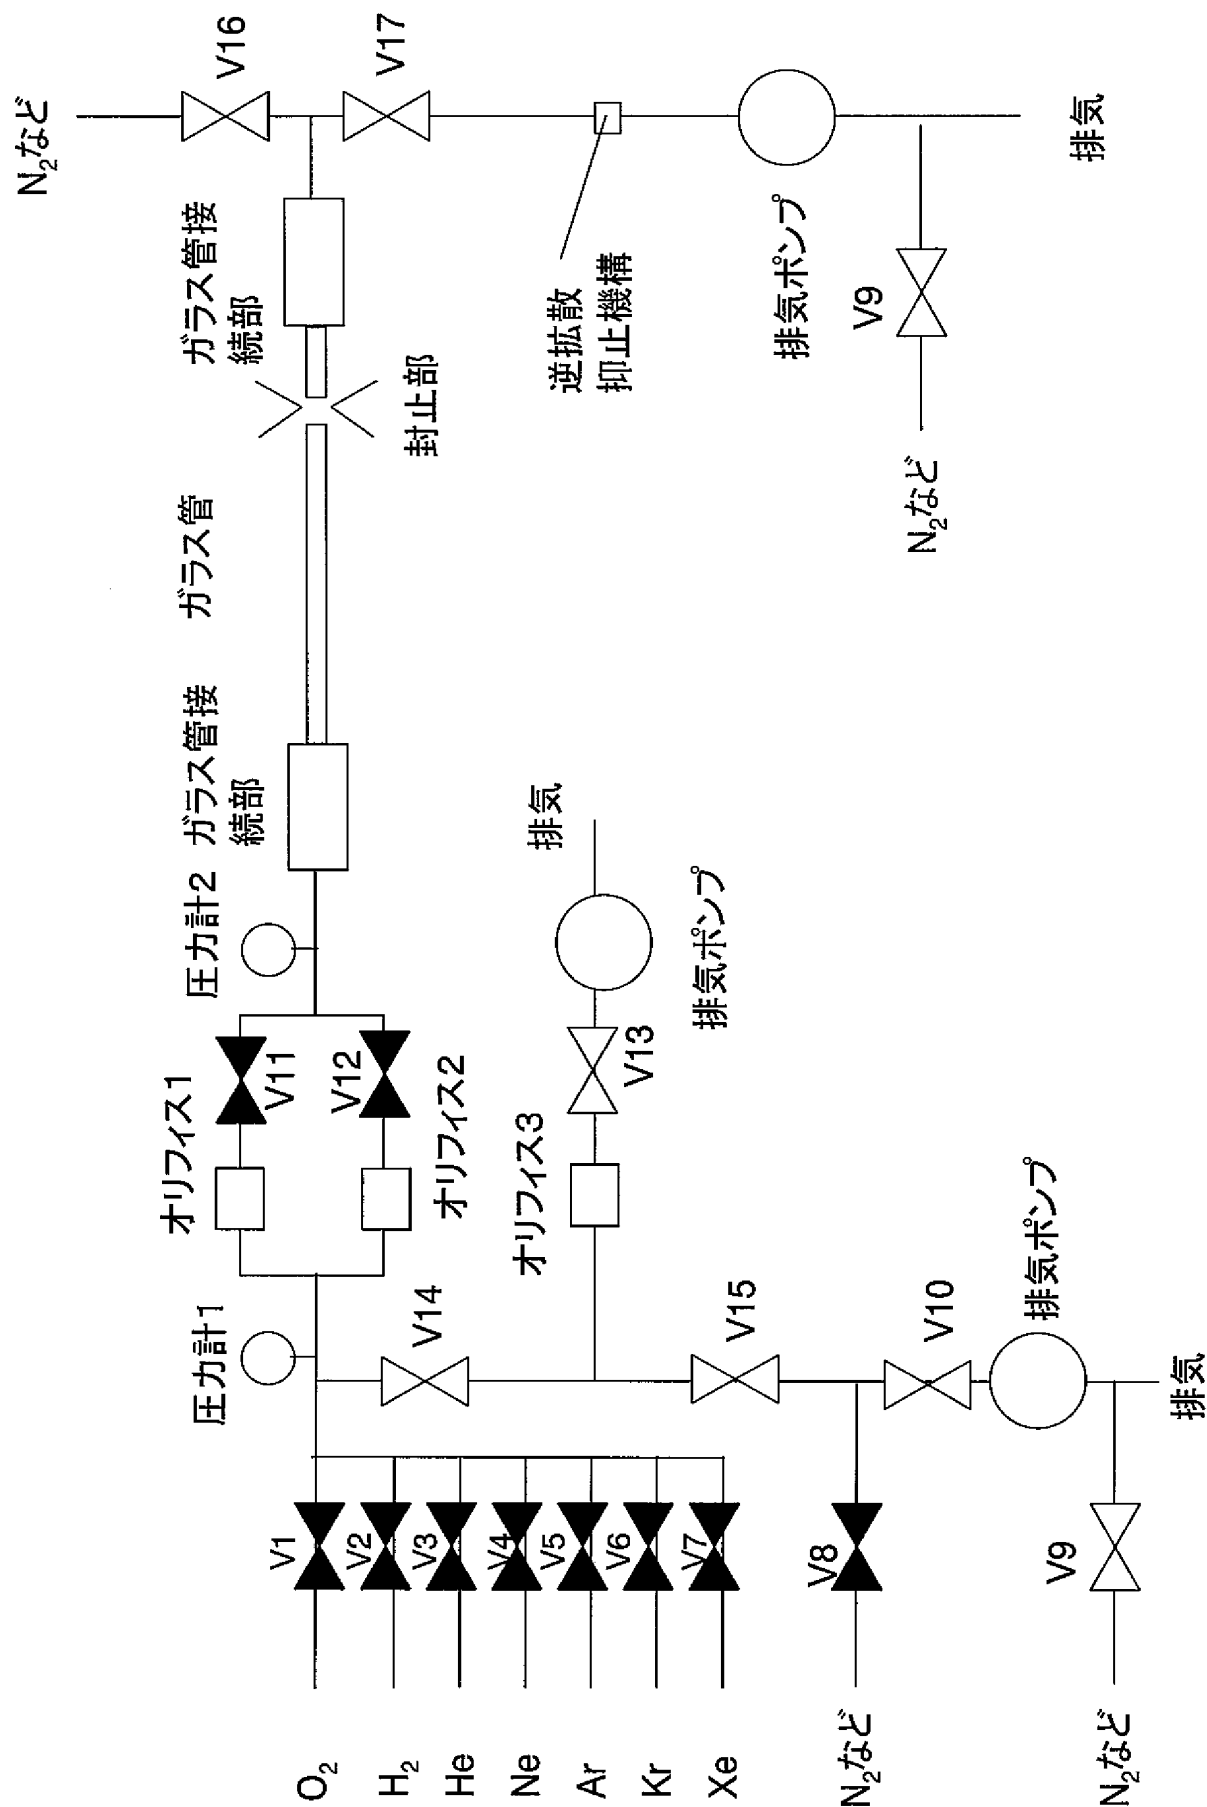 O₂
H₂
He
Ne
Ar
Kr
Xe
N₂など
N₂など
V1
V2
V3
V4
V5
V6
V7
V8
V9
圧力計1
V14
V15
V10
排気ポンプ
排気
オリフィス1
V11
V12
オリフィス2
オリフィス3
V13
排気ポンプ
排気
圧力計2
ガラス管接
続部
ガラス管
封止部
ガラス管接
続部
N₂など
V16
V17
逆拡散
抑止機構
排気ポンプ
V9
N₂など
排気